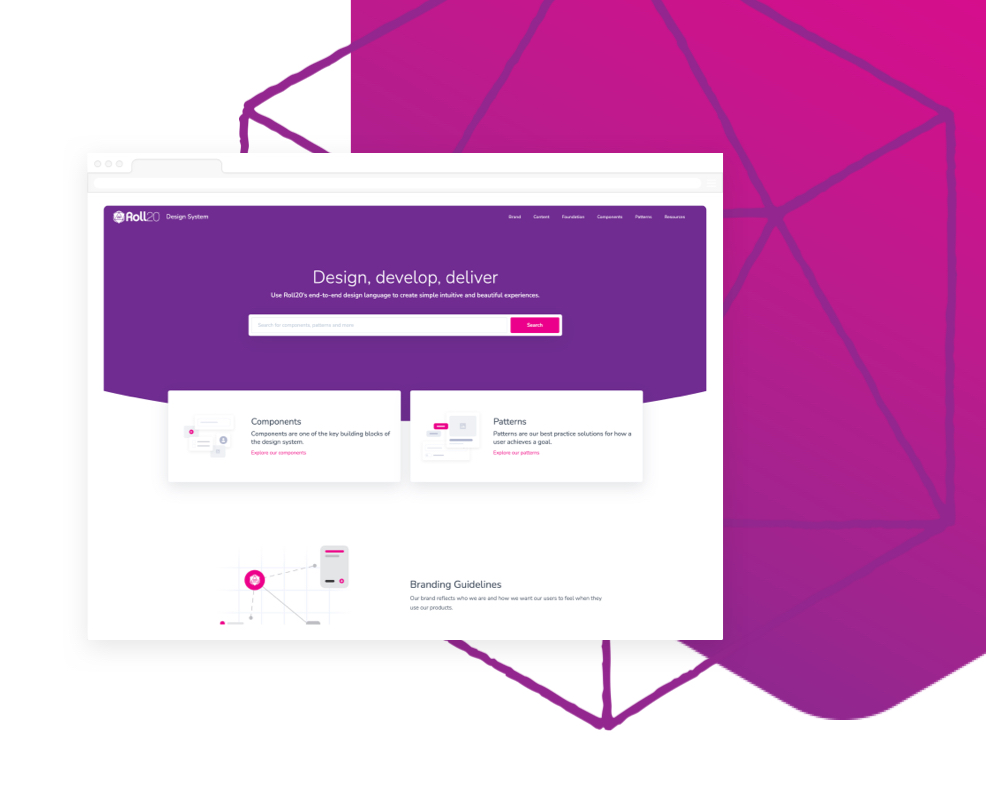 Roll20 Design System
Brand Content Foundation Components Patterns Resources
Design, develop, deliver
Use Roll20's end-to-end design language to create simple intuitive and beautiful experiences.
Search for components, patterns and more
Search
Components
Components are one of the key building blocks of
the design system.
Explore our components
Patterns
Patterns are our best practice solutions for how a
user achieves a goal.
Explore our patterns
Branding Guidelines
Our brand reflects who we are and how we want our users to feel when they
use our products.